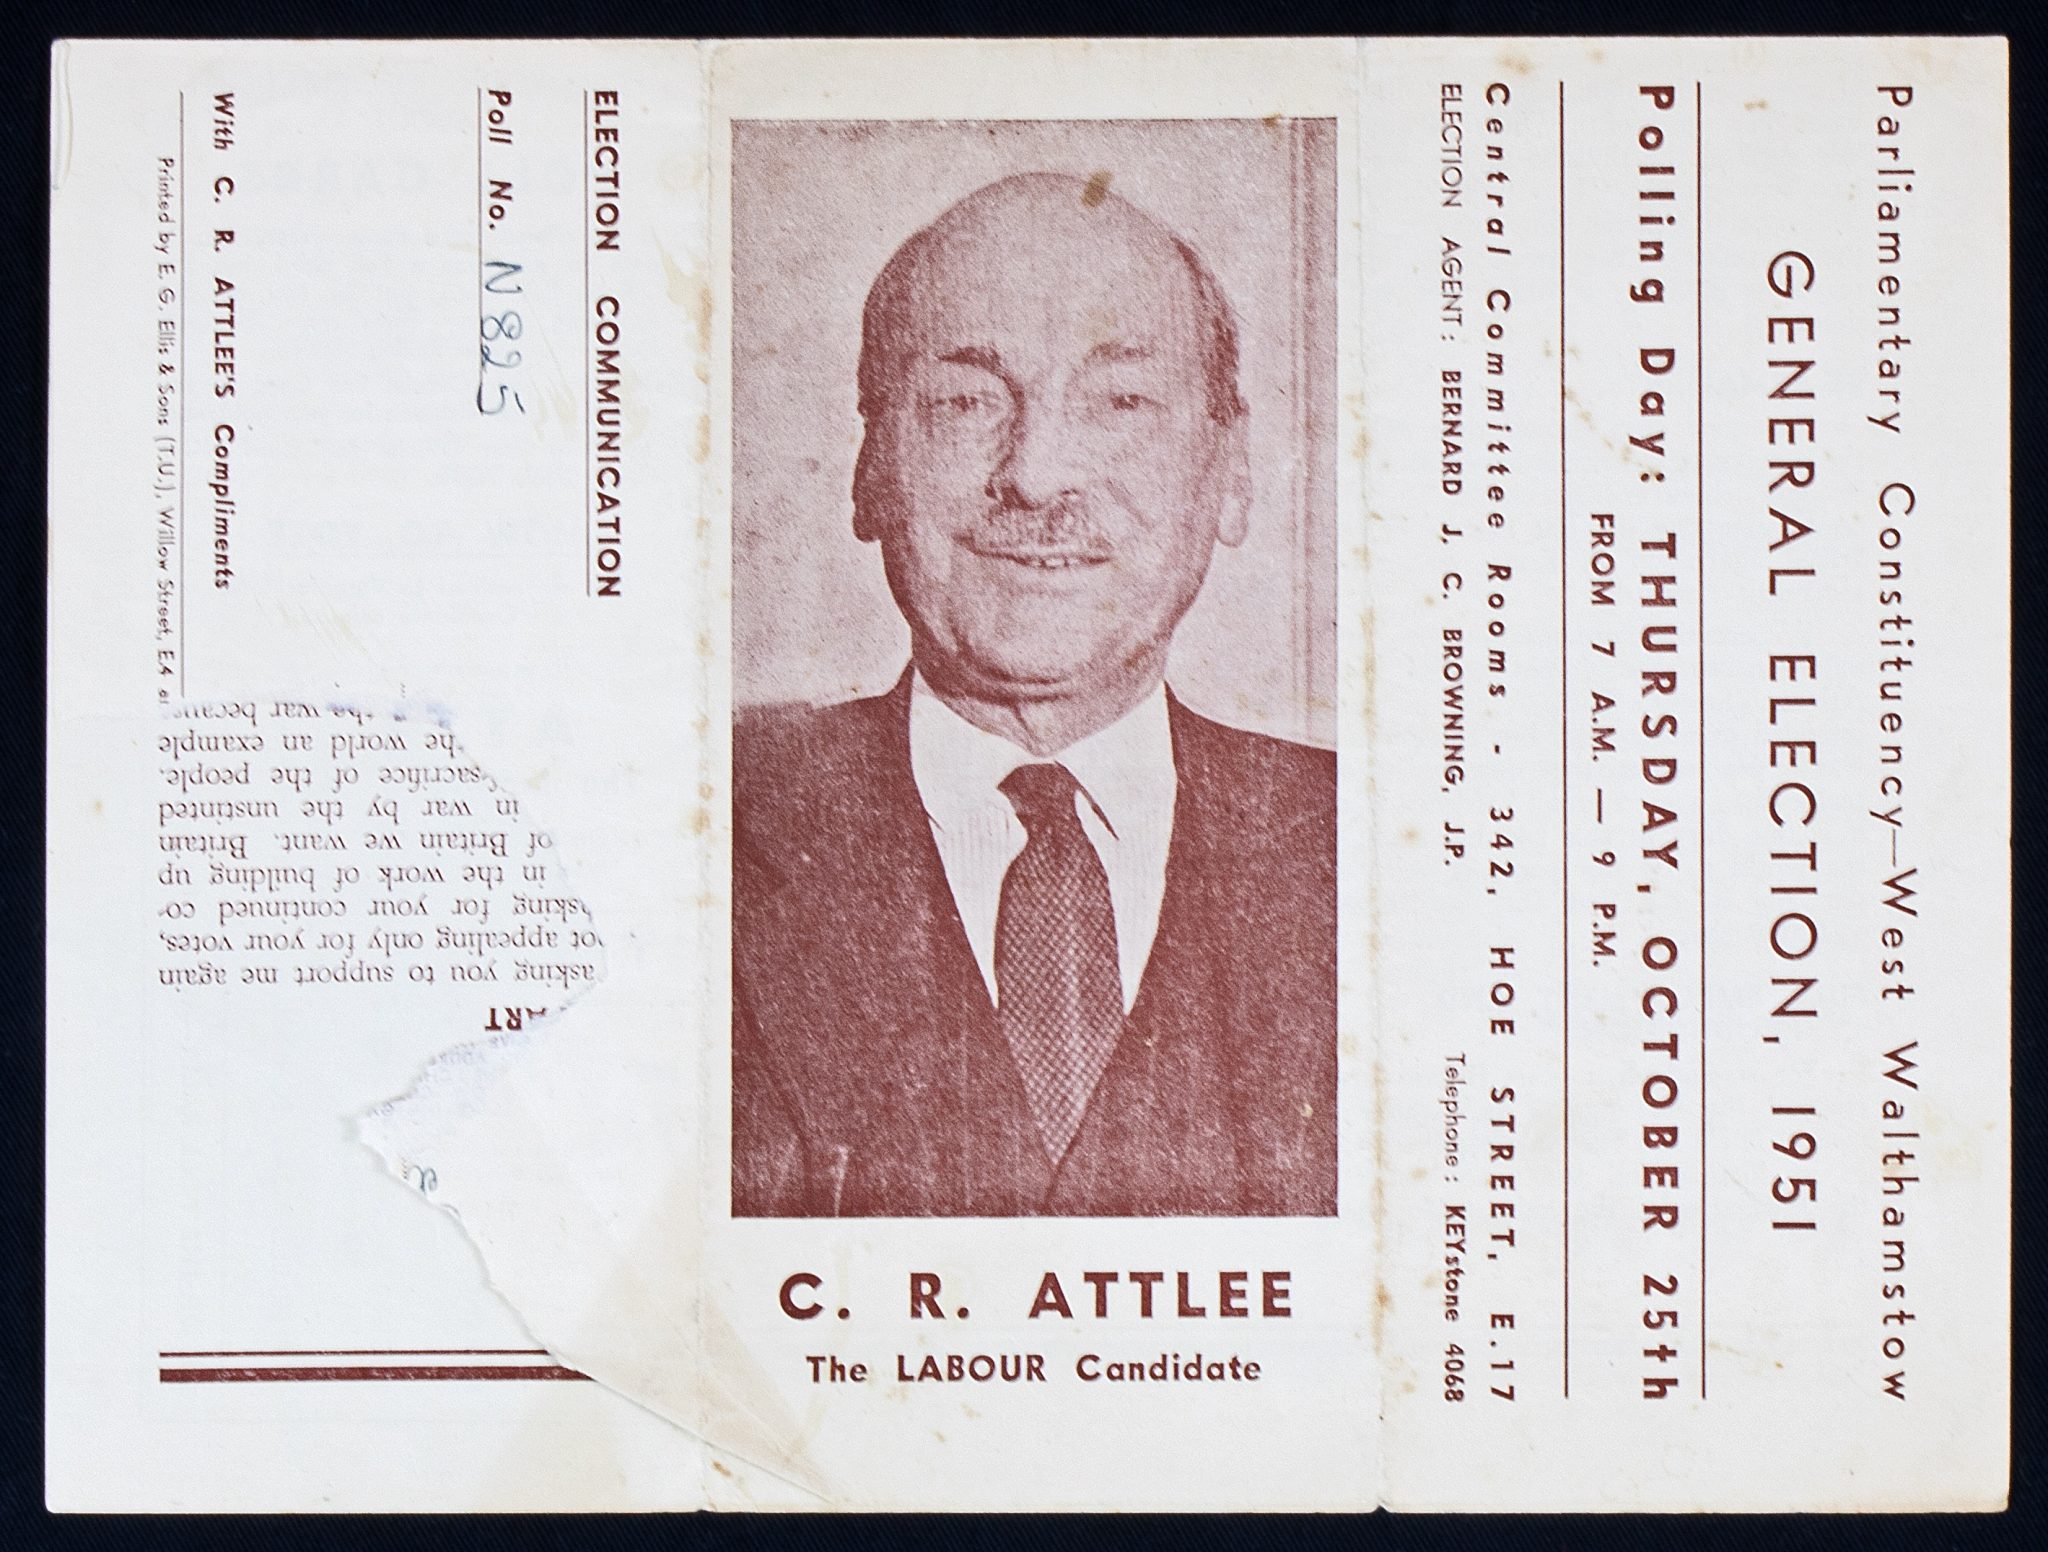 Parliamentary Constituency—West Walthamstow
GENERAL ELECTION, 1951
Polling Day: THURSDAY, OCTOBER 25th
FROM 7 A.M. — 9 P.M.
Central Committee Rooms - 342, HOE STREET, E.17
ELECTION AGENT: BERNARD J. C. BROWNING, J.P. Telephone: KEYstone 4068
C. R. ATTLEE
The LABOUR Candidate
ELECTION COMMUNICATION
Poll No. N 825
With C. R. ATTLEE'S Compliments
Printed by E. G. Ellis & Sons (T.U.), Willow Street, E.4
ART
asking you to support me again
appealing only for your votes,
for your continued co-
in the work of building up
of Britain we want. Britain
in war by the unstinted
sacrifice of the people.
world an example
the war